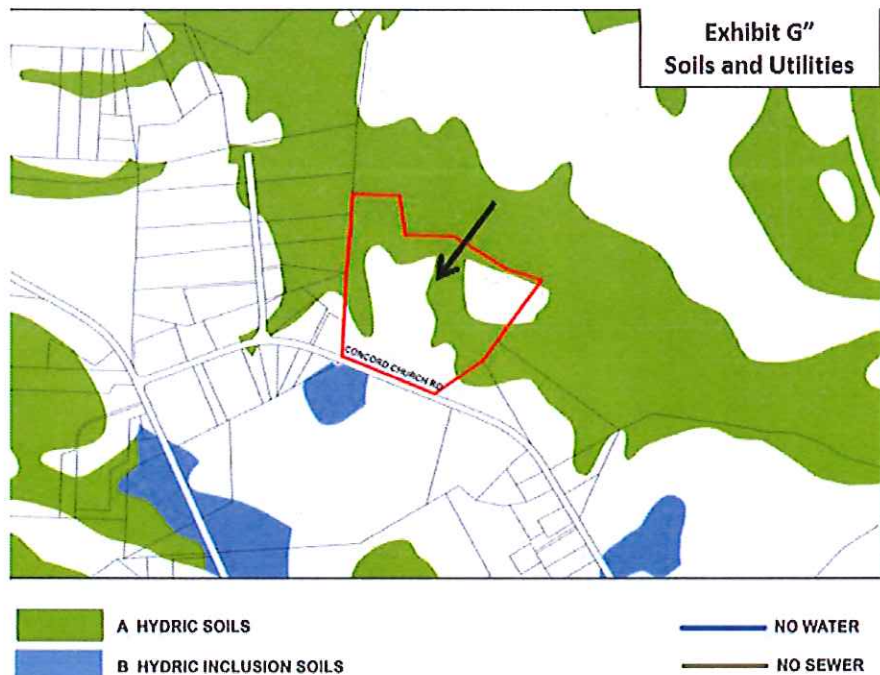 Exhibit G”
Soils and Utilities
CONCORD CHURCH RD
A HYDRIC SOILS
B HYDRIC INCLUSION SOILS
NO WATER
NO SEWER